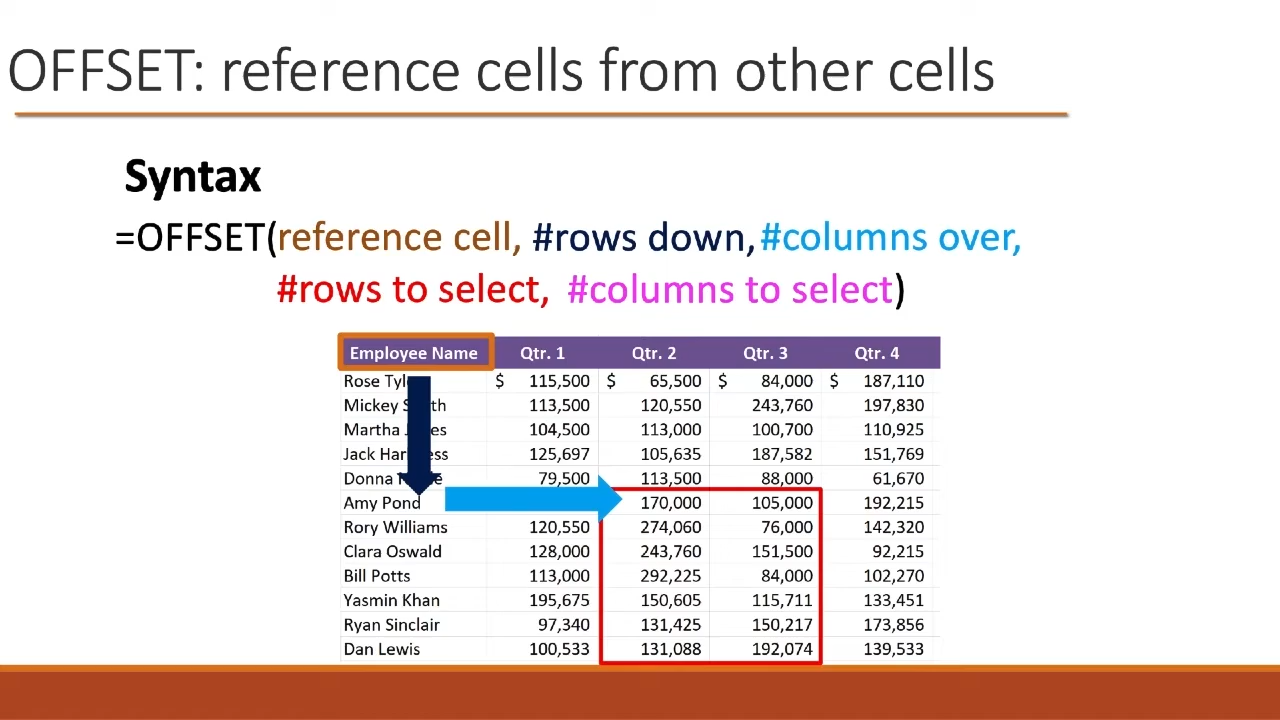 OFFSET: reference cells from other cells
Syntax
=OFFSET(reference cell, #rows down, #columns over,
#rows to select, #columns to select)
Employee Name Qtr. 1 Qtr. 2 Qtr. 3 Qtr. 4
Rose $ 115,500 $ 65,500 $ 84,000 $ 187,110
Mickey 113,500 120,550 243,760 197,830
Martha 104,500 113,000 100,700 110,925
Jack 125,697 105,635 187,582 151,769
Donna 79,500 113,500 88,000 61,670
Amy Pond 170,000 105,000 192,215
Rory Williams 120,550 274,060 76,000 142,320
Clara Oswald 128,000 243,760 151,500 92,215
Bill Potts 113,000 292,225 84,000 102,270
Yasmin Khan 195,675 150,605 115,711 133,451
Ryan Sinclair 97,340 131,425 150,217 173,856
Dan Lewis 100,533 131,088 192,074 139,533